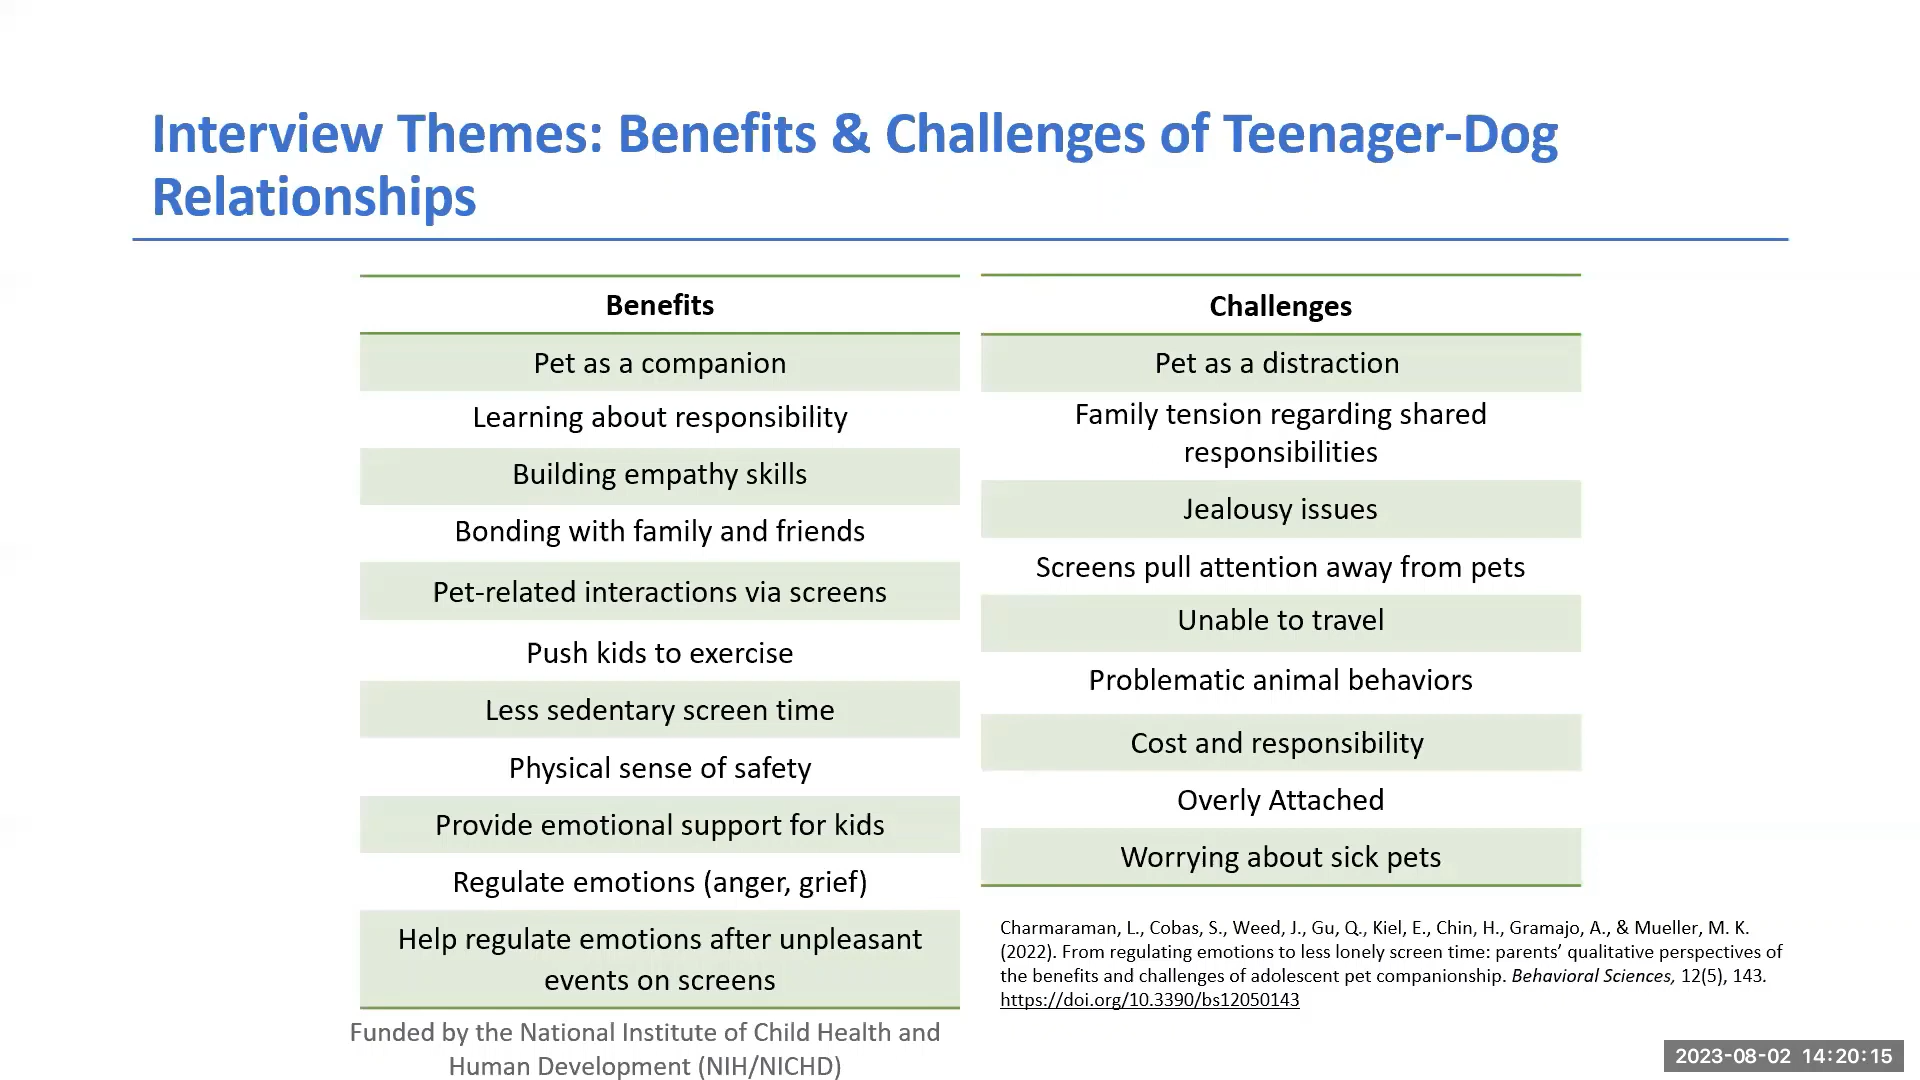 Interview Themes: Benefits & Challenges of Teenager-Dog
Relationships
Benefits
Pet as a companion
Learning about responsibility
Building empathy skills
Bonding with family and friends
Pet-related interactions via screens
Push kids to exercise
Less sedentary screen time
Physical sense of safety
Provide emotional support for kids
Regulate emotions (anger, grief)
Help regulate emotions after unpleasant
events on screens
Funded by the National Institute of Child Health and
Human Development (NIH/NICHD)
Challenges
Pet as a distraction
Family tension regarding shared
responsibilities
Jealousy issues
Screens pull attention away from pets
Unable to travel
Problematic animal behaviors
Cost and responsibility
Overly Attached
Worrying about sick pets
Charmaraman, L., Cobas, S., Weed, J., Gu, Q., Kiel, E., Chin, H., Gramajo, A., & Mueller, M. K.
(2022). From regulating emotions to less lonely screen time: parents’ qualitative perspectives of
the benefits and challenges of adolescent pet companionship. Behavioral Sciences, 12(5), 143.
https://doi.org/10.3390/bs12050143
2023-08-02 14:20:15